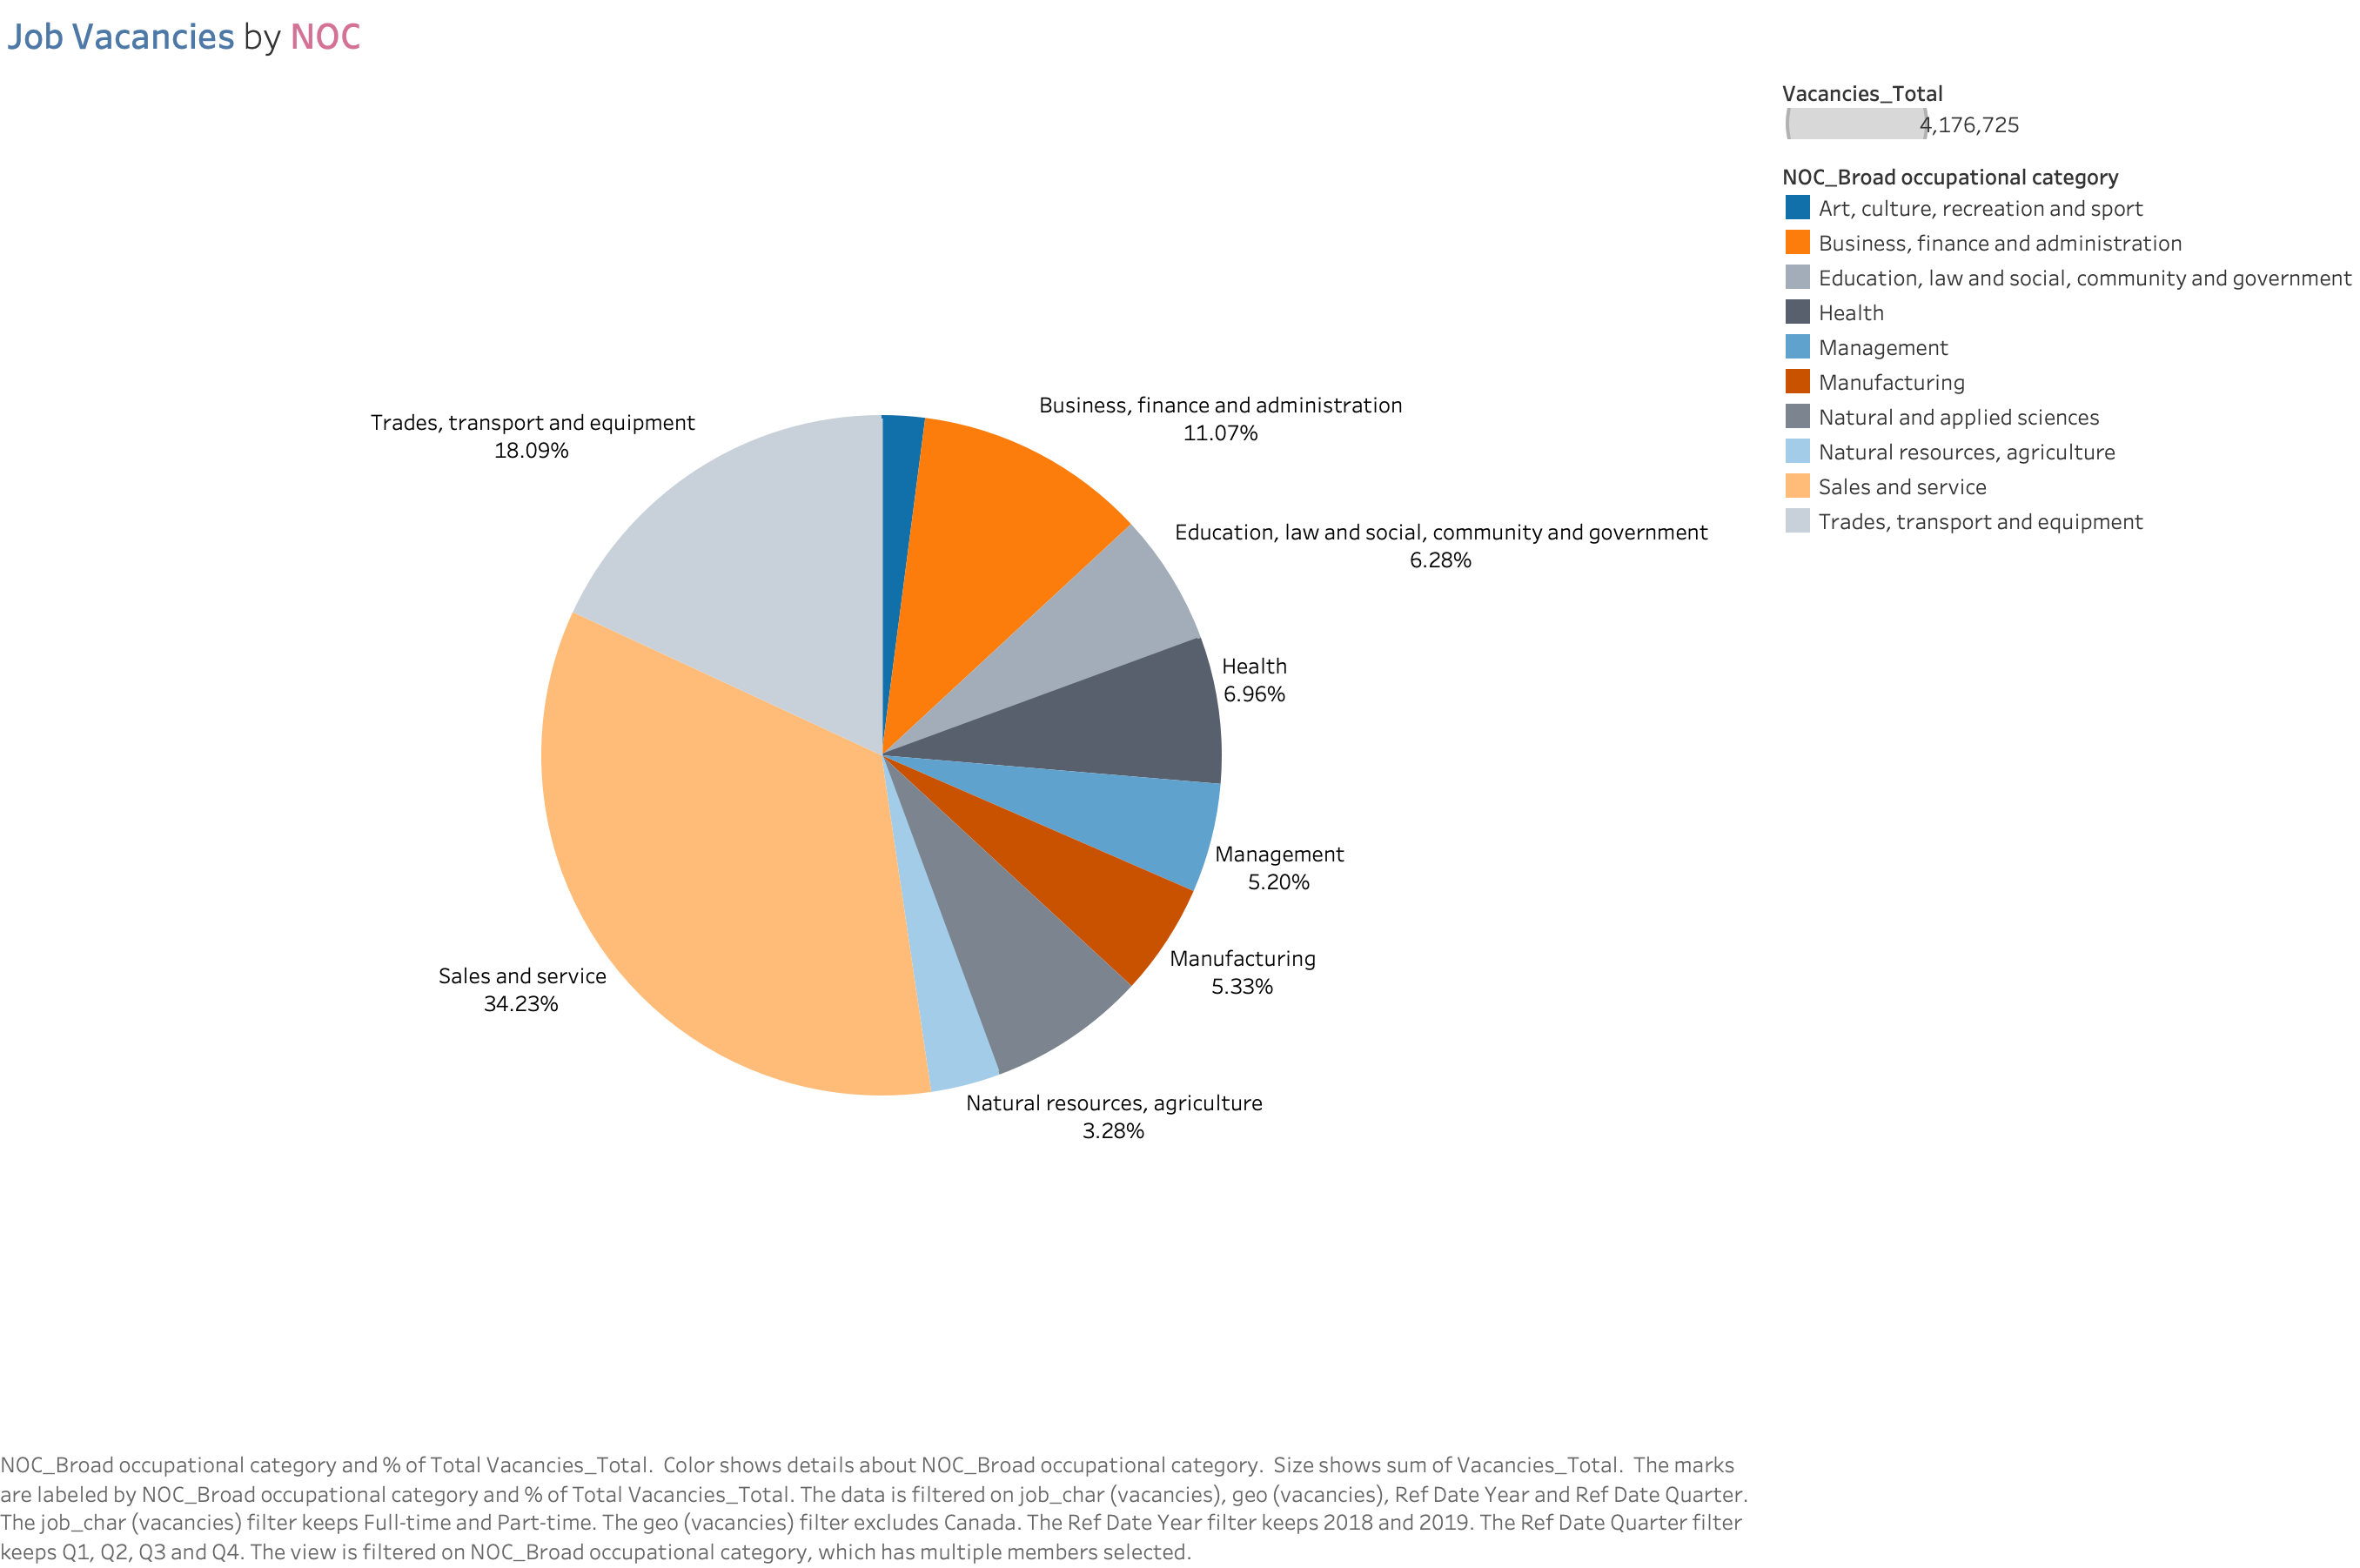 Job Vacancies by NOC
Vacancies_Total
4,176,725
NOC_Broad occupational category
Art, culture, recreation and sport
Business, finance and administration
Education, law and social, community and government
Health
Management
Manufacturing
Natural and applied sciences
Natural resources, agriculture
Sales and service
Trades, transport and equipment
Business, finance and administration
11.07%
Trades, transport and equipment
18.09%
Education, law and social, community and government
6.28%
Health
6.96%
Management
5.20%
Manufacturing
5.33%
Sales and service
34.23%
Natural resources, agriculture
3.28%
NOC_Broad occupational category and % of Total Vacancies_Total.  Color shows details about NOC_Broad occupational category.  Size shows sum of Vacancies_Total.  The marks
are labeled by NOC_Broad occupational category and % of Total Vacancies_Total. The data is filtered on job_char (vacancies), geo (vacancies), Ref Date Year and Ref Date Quarter.
The job_char (vacancies) filter keeps Full-time and Part-time. The geo (vacancies) filter excludes Canada. The Ref Date Year filter keeps 2018 and 2019. The Ref Date Quarter filter
keeps Q1, Q2, Q3 and Q4. The view is filtered on NOC_Broad occupational category, which has multiple members selected.